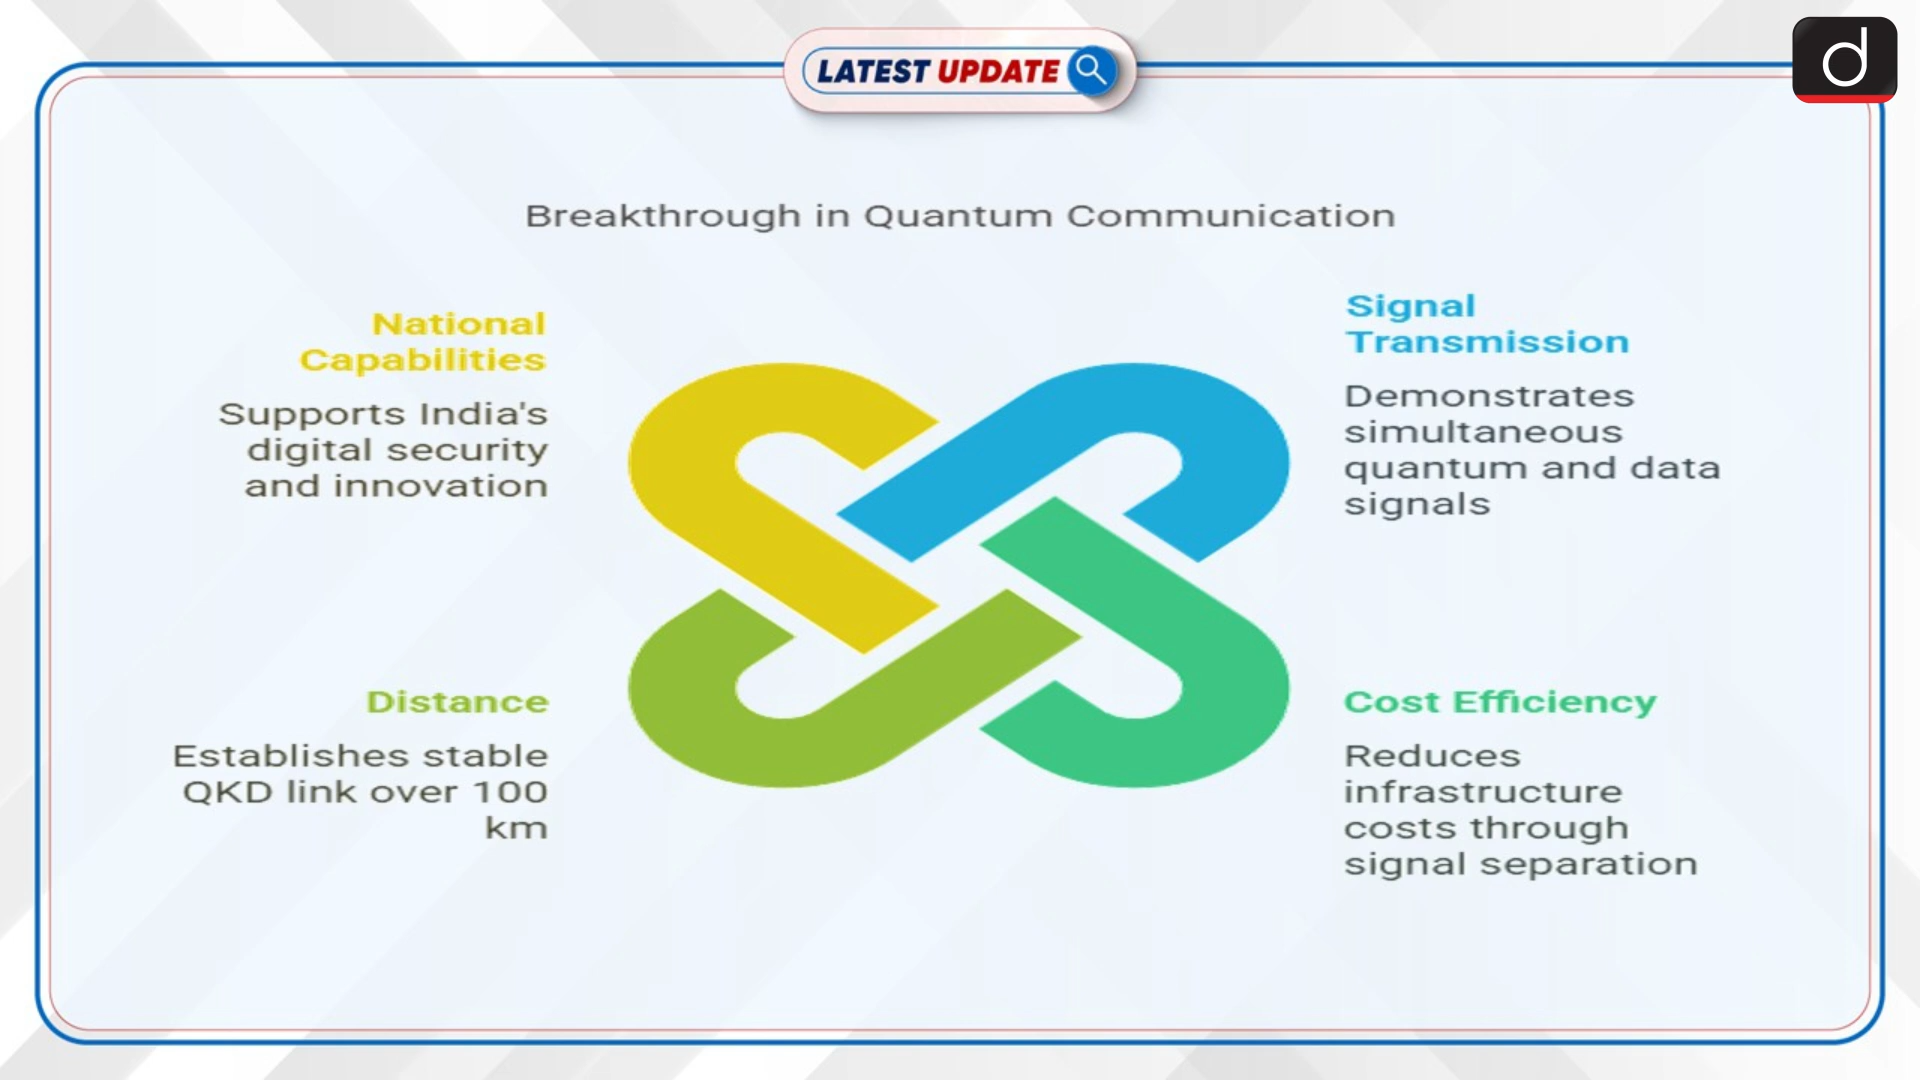 LATEST UPDATE
d
Breakthrough in Quantum Communication
National
Capabilities
Supports India's
digital security
and innovation
Signal
Transmission
Demonstrates
simultaneous
quantum and data
signals
Distance
Establishes stable
QKD link over 100
km
Cost Efficiency
Reduces
infrastructure
costs through
signal separation